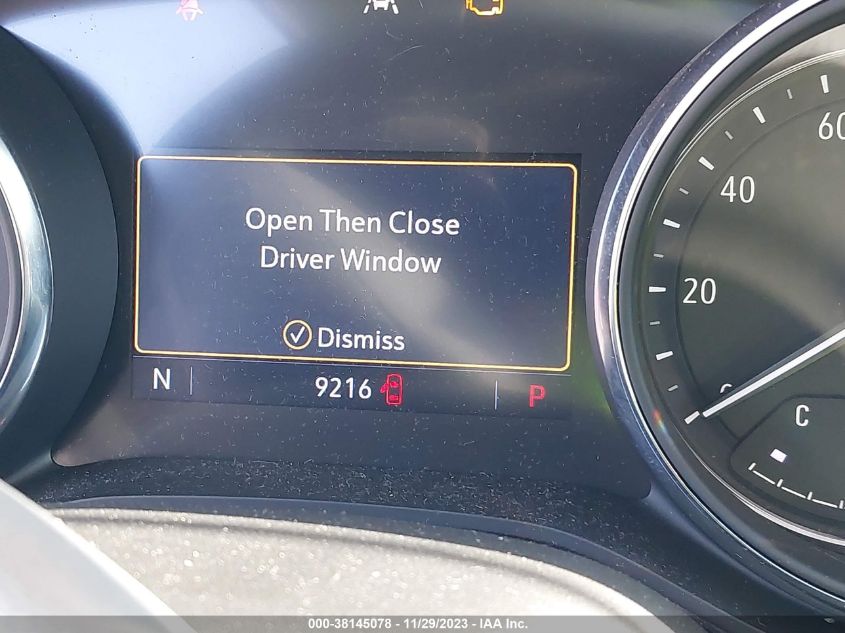 Open Then Close
Driver Window
Dismiss
N
9216
P
20
40
60
C
000-38145078 - 11/29/2023 - IAA Inc.